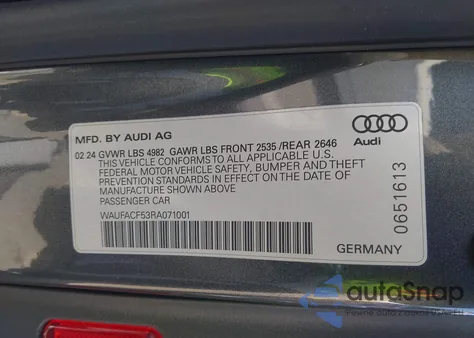 MFD. BY AUDI AG
Audi
02 24 GVWR LBS 4982 GAWR LBS FRONT 2535 /REAR 2646
THIS VEHICLE CONFORMS TO ALL APPLICABLE U.S.
FEDERAL MOTOR VEHICLE SAFETY, BUMPER AND THEFT
PREVENTION STANDARDS IN EFFECT ON THE DATE OF
MANUFACTURE SHOWN ABOVE
PASSENGER CAR
WAUFACF53RA071001
0651613
GERMANY
autoSnap